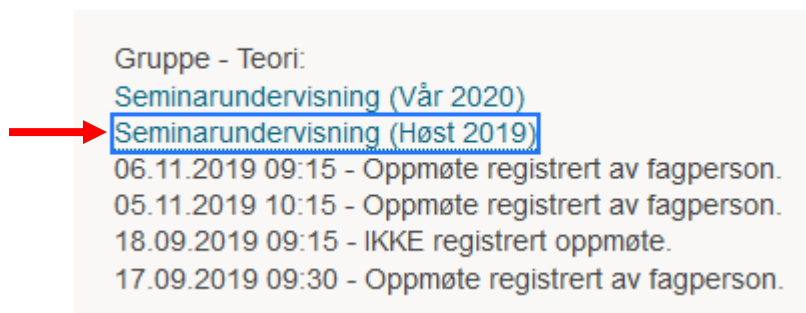 Gruppe - Teori:
Seminarundervisning (Vår 2020)
Seminarundervisning (Høst 2019)
06.11.2019 09:15 - Oppmøte registrert av fagperson.
05.11.2019 10:15 - Oppmøte registrert av fagperson.
18.09.2019 09:15 - IKKE registrert oppmøte.
17.09.2019 09:30 - Oppmøte registrert av fagperson.